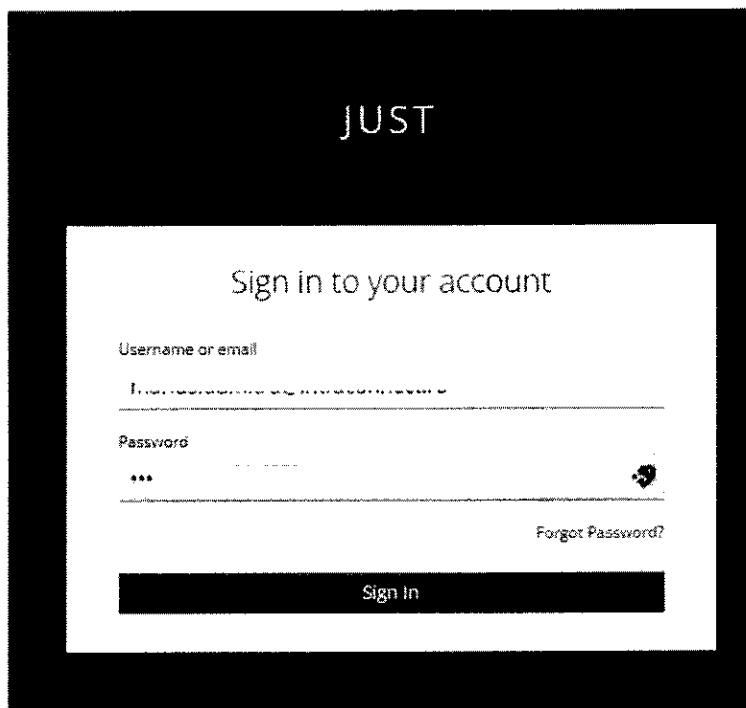 JUST
Sign in to your account
Username or email
Password
•••
Forgot Password?
Sign In